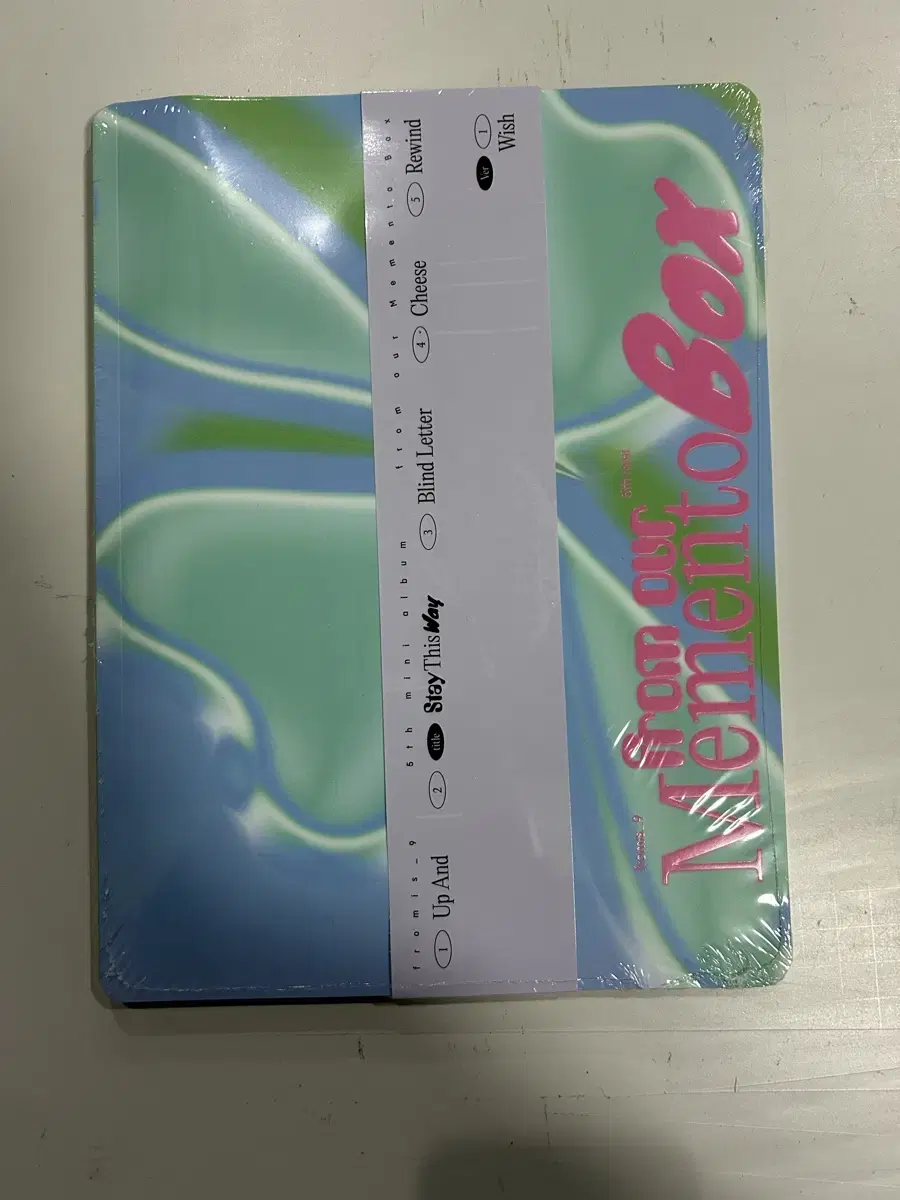 fromis_9 5th mini album from our Memento Box
1 Up And 2 title Stay This Way 3 Blind Letter 4 Cheese 5 Rewind
Ver 1
Wish
from our
Memento Box